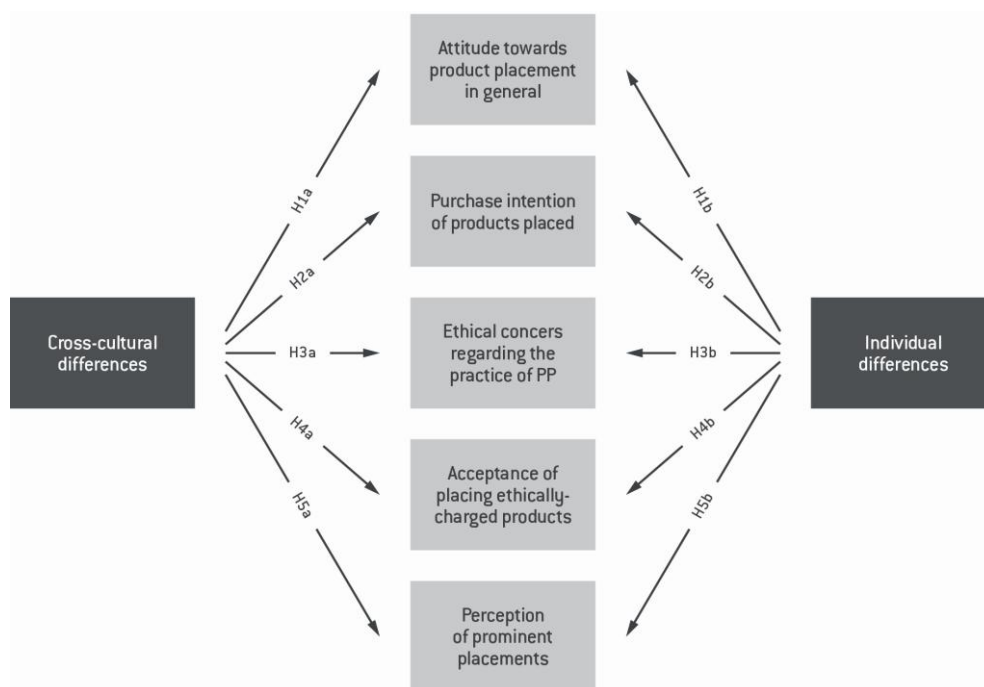 Attitude towards
product placement
in general
H1a
H1b
Purchase intention
of products placed
H2a
H2b
Cross-cultural
differences
H3a
Ethical concers
regarding the
practice of PP
H3b
Individual
differences
H4a
H4b
Acceptance of
placing ethically-
charged products
H5a
H5b
Perception
of prominent
placements